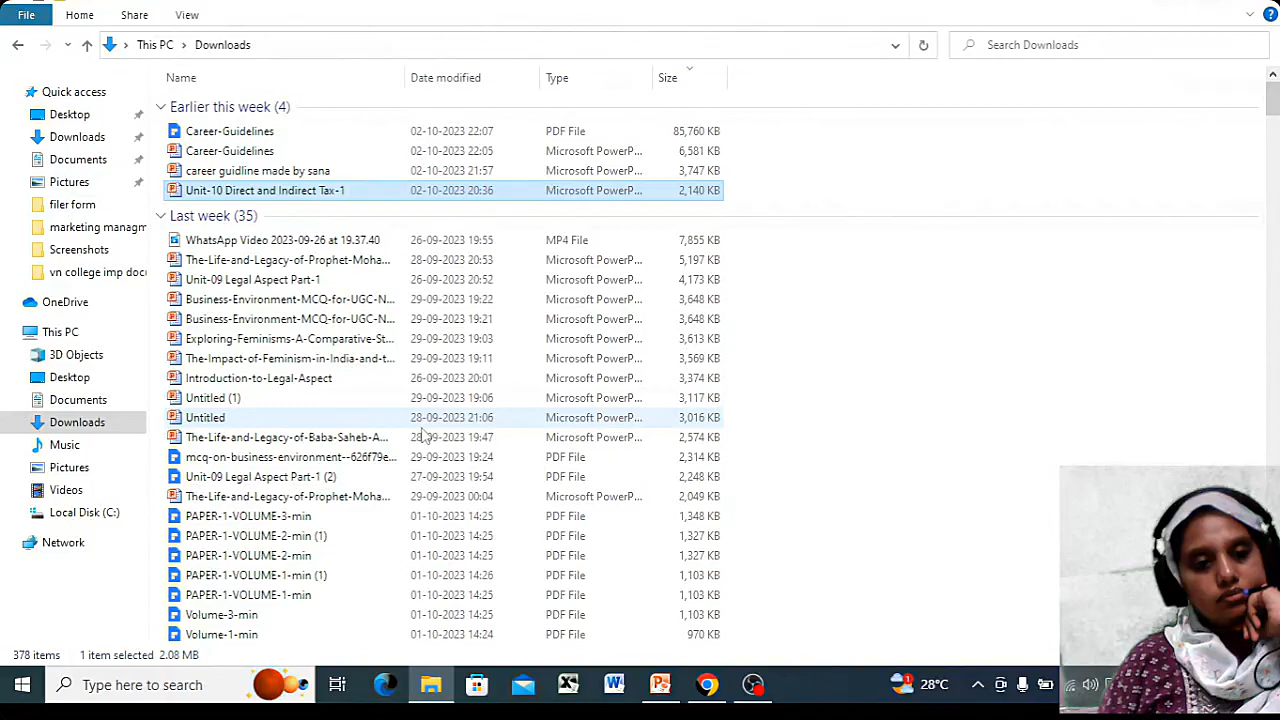 File Home Share View
This PC Downloads Search Downloads
Name Date modified Type Size
Quick access
Desktop
Downloads
Documents
Pictures
filer form
marketing managm
Screenshots
vn college imp docu
OneDrive
This PC
3D Objects
Desktop
Documents
Downloads
Music
Pictures
Videos
Local Disk (C:)
Network
Earlier this week (4)
Career-Guidelines 02-10-2023 22:07 PDF File 85,760 KB
Career-Guidelines 02-10-2023 22:05 Microsoft PowerP... 6,581 KB
career guidline made by sana 02-10-2023 21:57 Microsoft PowerP... 3,747 KB
Unit-10 Direct and Indirect Tax-1 02-10-2023 20:36 Microsoft PowerP... 2,140 KB
Last week (35)
WhatsApp Video 2023-09-26 at 19.37.40 26-09-2023 19:55 MP4 File 7,855 KB
The-Life-and-Legacy-of-Prophet-Moha... 28-09-2023 20:53 Microsoft PowerP... 5,197 KB
Unit-09 Legal Aspect Part-1 26-09-2023 20:52 Microsoft PowerP... 4,173 KB
Business-Environment-MCQ-for-UGC-N... 29-09-2023 19:22 Microsoft PowerP... 3,648 KB
Business-Environment-MCQ-for-UGC-N... 29-09-2023 19:21 Microsoft PowerP... 3,648 KB
Exploring-Feminisms-A-Comparative-St... 29-09-2023 19:03 Microsoft PowerP... 3,613 KB
The-Impact-of-Feminism-in-India-and-t... 29-09-2023 19:11 Microsoft PowerP... 3,569 KB
Introduction-to-Legal-Aspect 26-09-2023 20:01 Microsoft PowerP... 3,374 KB
Untitled (1) 29-09-2023 19:06 Microsoft PowerP... 3,117 KB
Untitled 28-09-2023 21:06 Microsoft PowerP... 3,016 KB
The-Life-and-Legacy-of-Baba-Saheb-A... 28-09-2023 19:47 Microsoft PowerP... 2,574 KB
mcq-on-business-environment--626f79e... 29-09-2023 19:24 PDF File 2,314 KB
Unit-09 Legal Aspect Part-1 (2) 27-09-2023 19:54 PDF File 2,248 KB
The-Life-and-Legacy-of-Prophet-Moha... 29-09-2023 00:04 Microsoft PowerP... 2,049 KB
PAPER-1-VOLUME-3-min 01-10-2023 14:25 PDF File 1,348 KB
PAPER-1-VOLUME-2-min (1) 01-10-2023 14:25 PDF File 1,327 KB
PAPER-1-VOLUME-2-min 01-10-2023 14:25 PDF File 1,327 KB
PAPER-1-VOLUME-1-min (1) 01-10-2023 14:26 PDF File 1,103 KB
PAPER-1-VOLUME-1-min 01-10-2023 14:25 PDF File 1,103 KB
Volume-3-min 01-10-2023 14:25 PDF File 1,103 KB
Volume-1-min 01-10-2023 14:24 PDF File 970 KB
378 items 1 item selected 2.08 MB
Type here to search 28°C